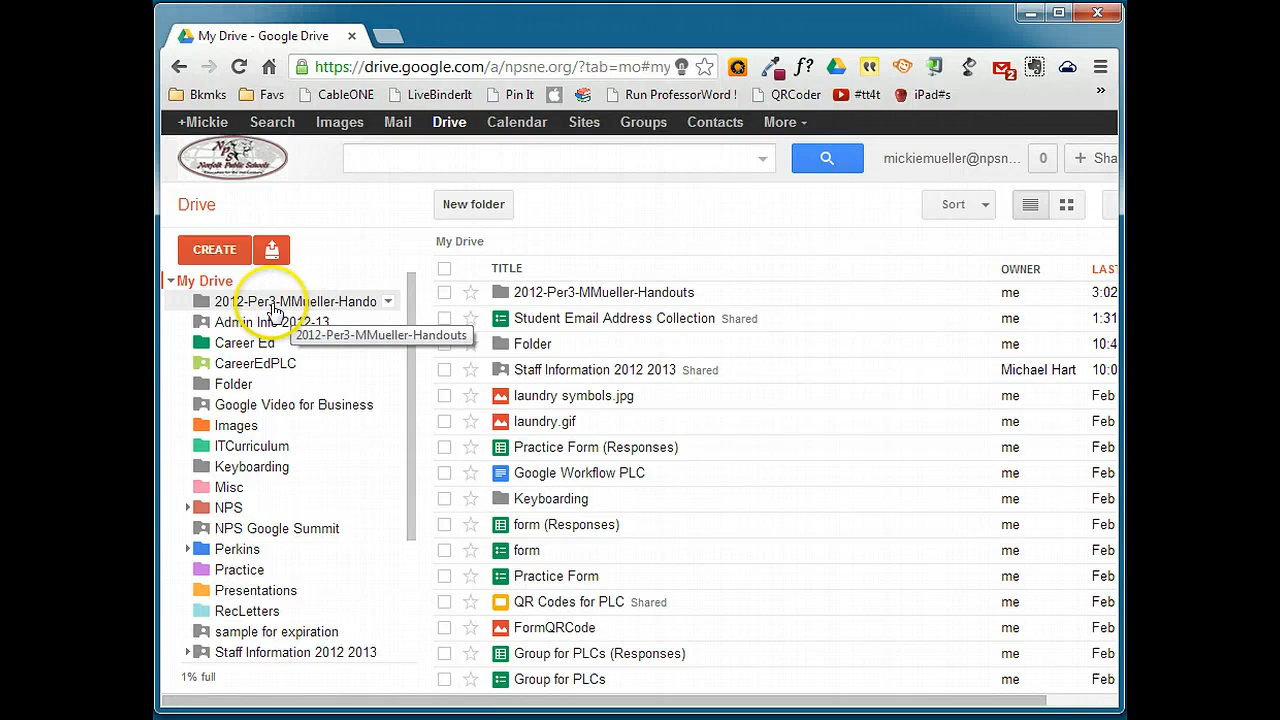 My Drive - Google Drive
https://drive.google.com/a/npsne.org/?tab=mo#my
2
Bkmks Favs CableONE LiveBinderIt Pin It Run ProfessorWord ! QRCoder #tt4t iPad#s »
+Mickie Search Images Mail Drive Calendar Sites Groups Contacts More
NPS
Norfolk Public Schools
mickiemueller@npsn... 0 + Sha
Drive
New folder
Sort
CREATE
My Drive
TITLE OWNER LAST
My Drive
2012-Per3-MMueller-Hando
Admin Info 2012-13
2012-Per3-MMueller-Handouts
Career Ed
CareerEdPLC
Folder
Google Video for Business
Images
ITCurriculum
Keyboarding
Misc
NPS
NPS Google Summit
Perkins
Practice
Presentations
RecLetters
sample for expiration
Staff Information 2012 2013
1% full
2012-Per3-MMueller-Handouts me 3:02
Student Email Address Collection Shared me 1:31
Folder me 10:4
Staff Information 2012 2013 Shared Michael Hart 10:0
laundry symbols.jpg me Feb
laundry.gif me Feb
Practice Form (Responses) me Feb
Google Workflow PLC me Feb
Keyboarding me Feb
form (Responses) me Feb
form me Feb
Practice Form me Feb
QR Codes for PLC Shared me Feb
FormQRCode me Feb
Group for PLCs (Responses) me Feb
Group for PLCs me Feb